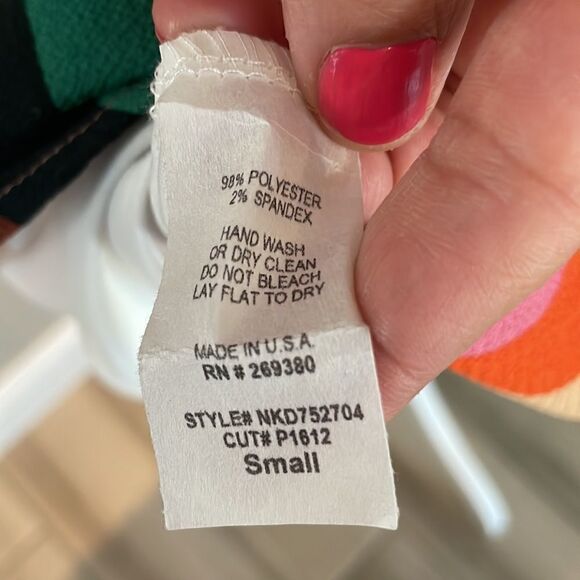 98% POLYESTER
2% SPANDEX
HAND WASH
OR DRY CLEAN
DO NOT BLEACH
LAY FLAT TO DRY
MADE IN U.S.A.
RN # 269380
STYLE# NKD752704
CUT# P1612
Small